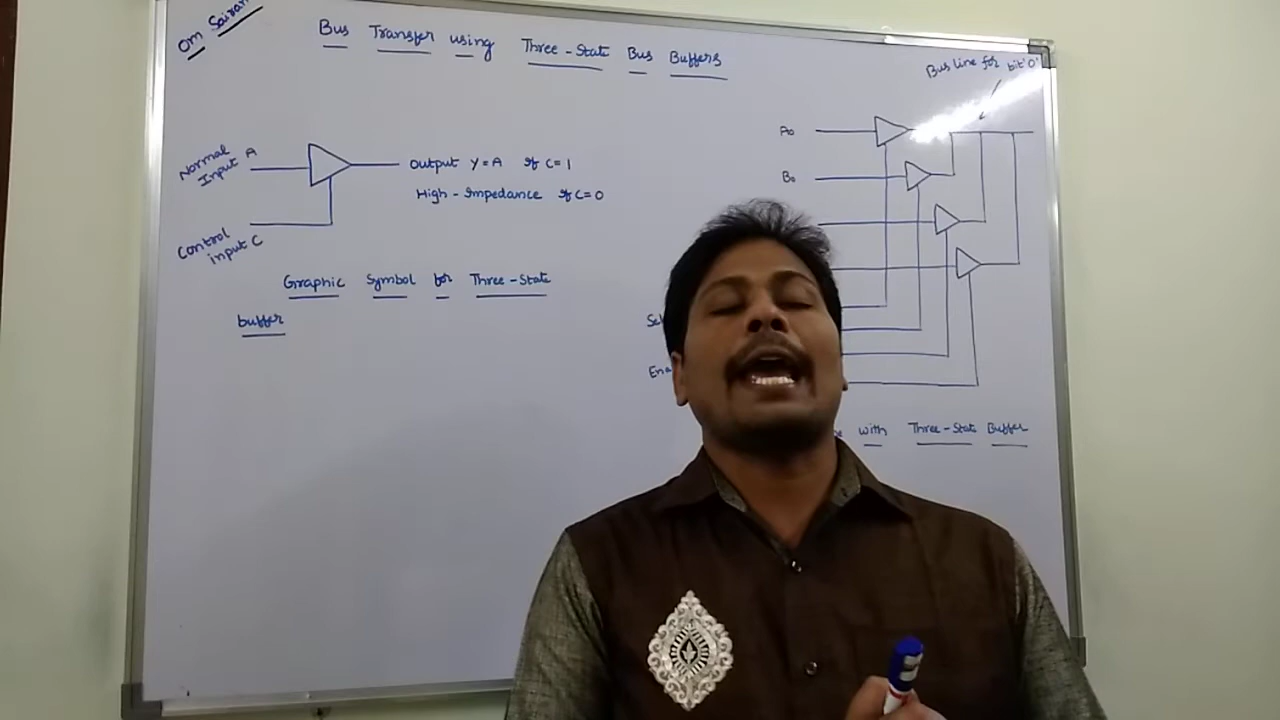 Om Sairam
Bus Transfer using Three-State Bus Buffers
Bus line for bit '0'
Normal
Input A
Output Y=A If C=1
High-Impedance If C=0
Control
input C
Graphic Symbol for Three-State
buffer
A₀
B₀
with Three-State Buffer